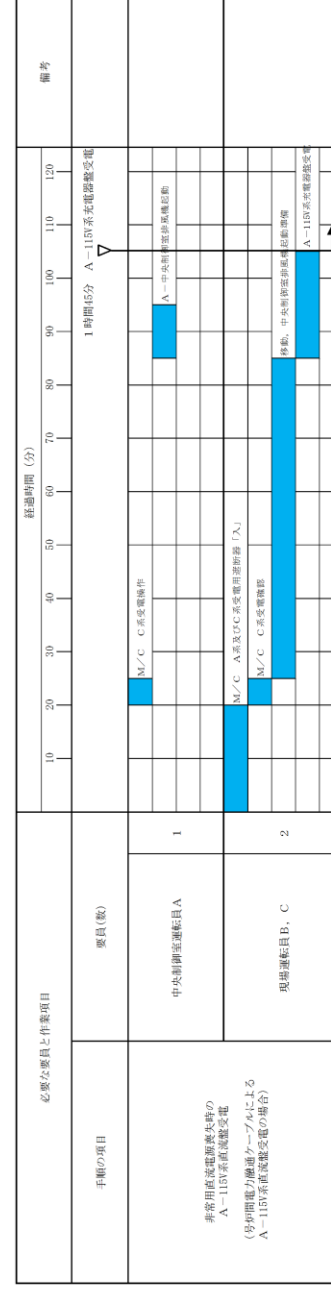 必要な要員と作業項目
経過時間（分）
備考
手順の項目
要員(数)
10 20 30 40 50 60 70 80 90 100 110 120
1時間45分　A－115V系充電器盤受電
非常用直流電源喪失時の
A－115V系直流盤受電
（号炉間電力融通ケーブルによる
A－115V系直流盤受電の場合）
中央制御室運転員A
1
M／C　C系受電操作
A－中央制御室排風機起動
現場運転員B，C
2
M／C　A系及びC系受電用遮断器「入」
M／C　C系受電確認
移動，中央制御室排風機起動準備
A－115V系充電器盤受電